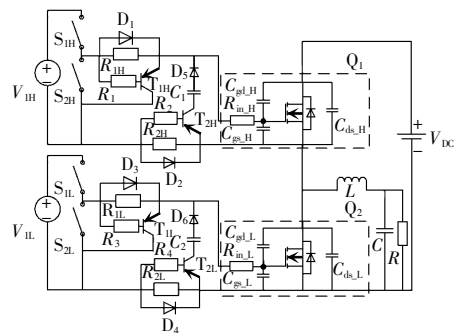 S1H
D1
R1H
R1
T1H
D5
C1
V1H
S2H
R2
R2H
T2H
D2
Q1
Cgd_H
Rin_H
Cgs_H
Cds_H
+
−
VDC
+
−
S1L
D3
R1L
R3
T1L
D6
C2
V1L
S2L
R4
R2L
T2L
D4
L
Q2
Cgd_L
Rin_L
Cgs_L
Cds_L
C
R
+
−